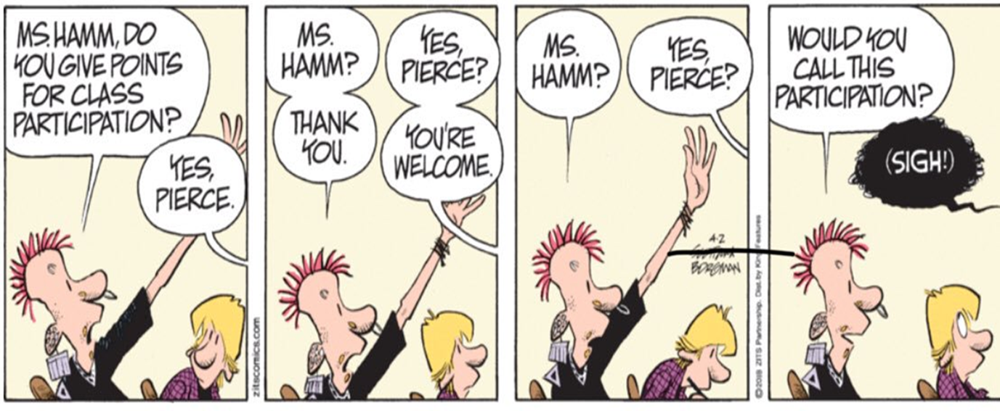 MS. HAMM, DO
YOU GIVE POINTS
FOR CLASS
PARTICIPATION?
YES,
PIERCE.
zitscomics.com
MS.
HAMM?
YES,
PIERCE?
THANK
YOU.
YOU'RE
WELCOME.
MS.
HAMM?
YES,
PIERCE?
4-2
BORGMAN
©2018 ZITS Partnership. Dist. by King Features
WOULD YOU
CALL THIS
PARTICIPATION?
(SIGH!)